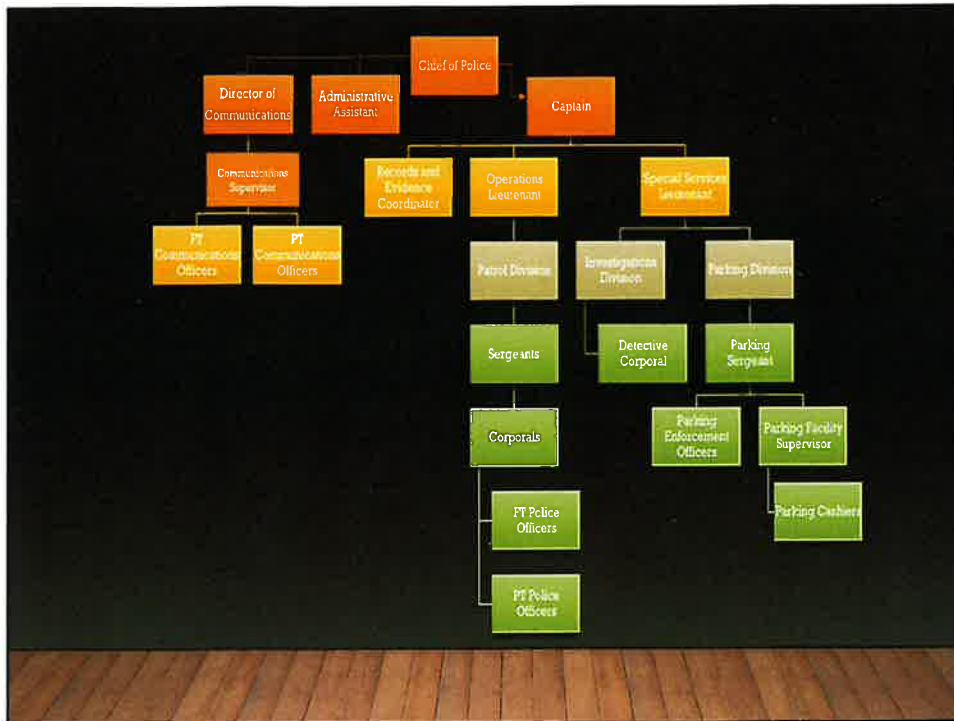 Chief of Police
Director of
Communications
Administrative
Assistant
Captain
Communications
Supervisor
Records and
Evidence
Coordinator
Operations
Lieutenant
Special Services
Lieutenant
PT
Communications
Officers
PT
Communications
Officers
Patrol Division
Investigations
Division
Parking Division
Sergeants
Detective
Corporal
Parking
Sergeant
Corporals
Parking
Enforcement
Officers
Parking Facility
Supervisor
FT Police
Officers
Parking Cashiers
PT Police
Officers